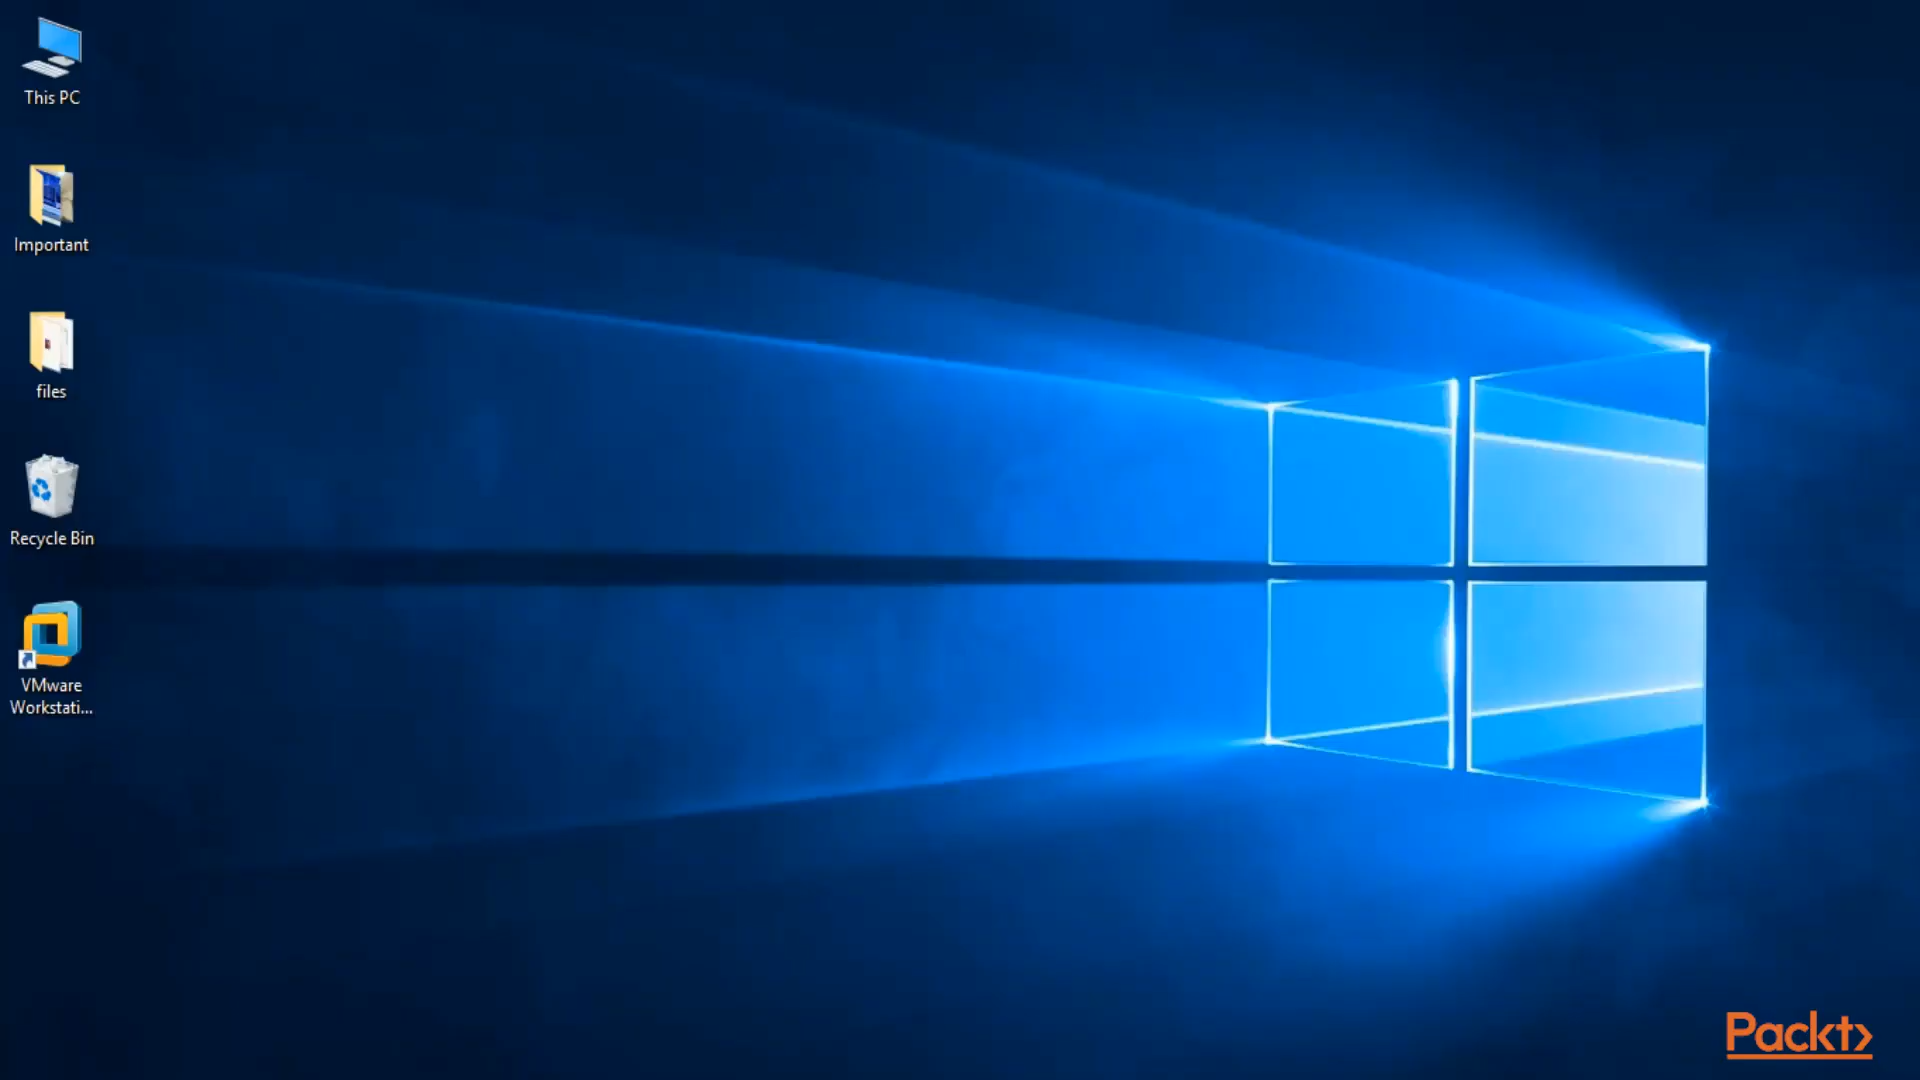 This PC
Important
files
Recycle Bin
VMware
Workstati...
Packt>